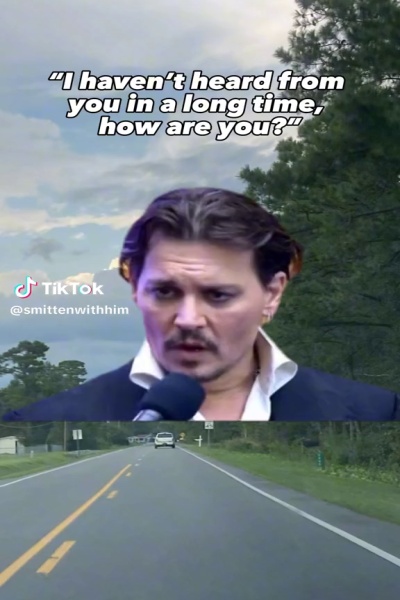 “I haven’t heard from
you in a long time,
how are you?”
TikTok
@smittenwithhim